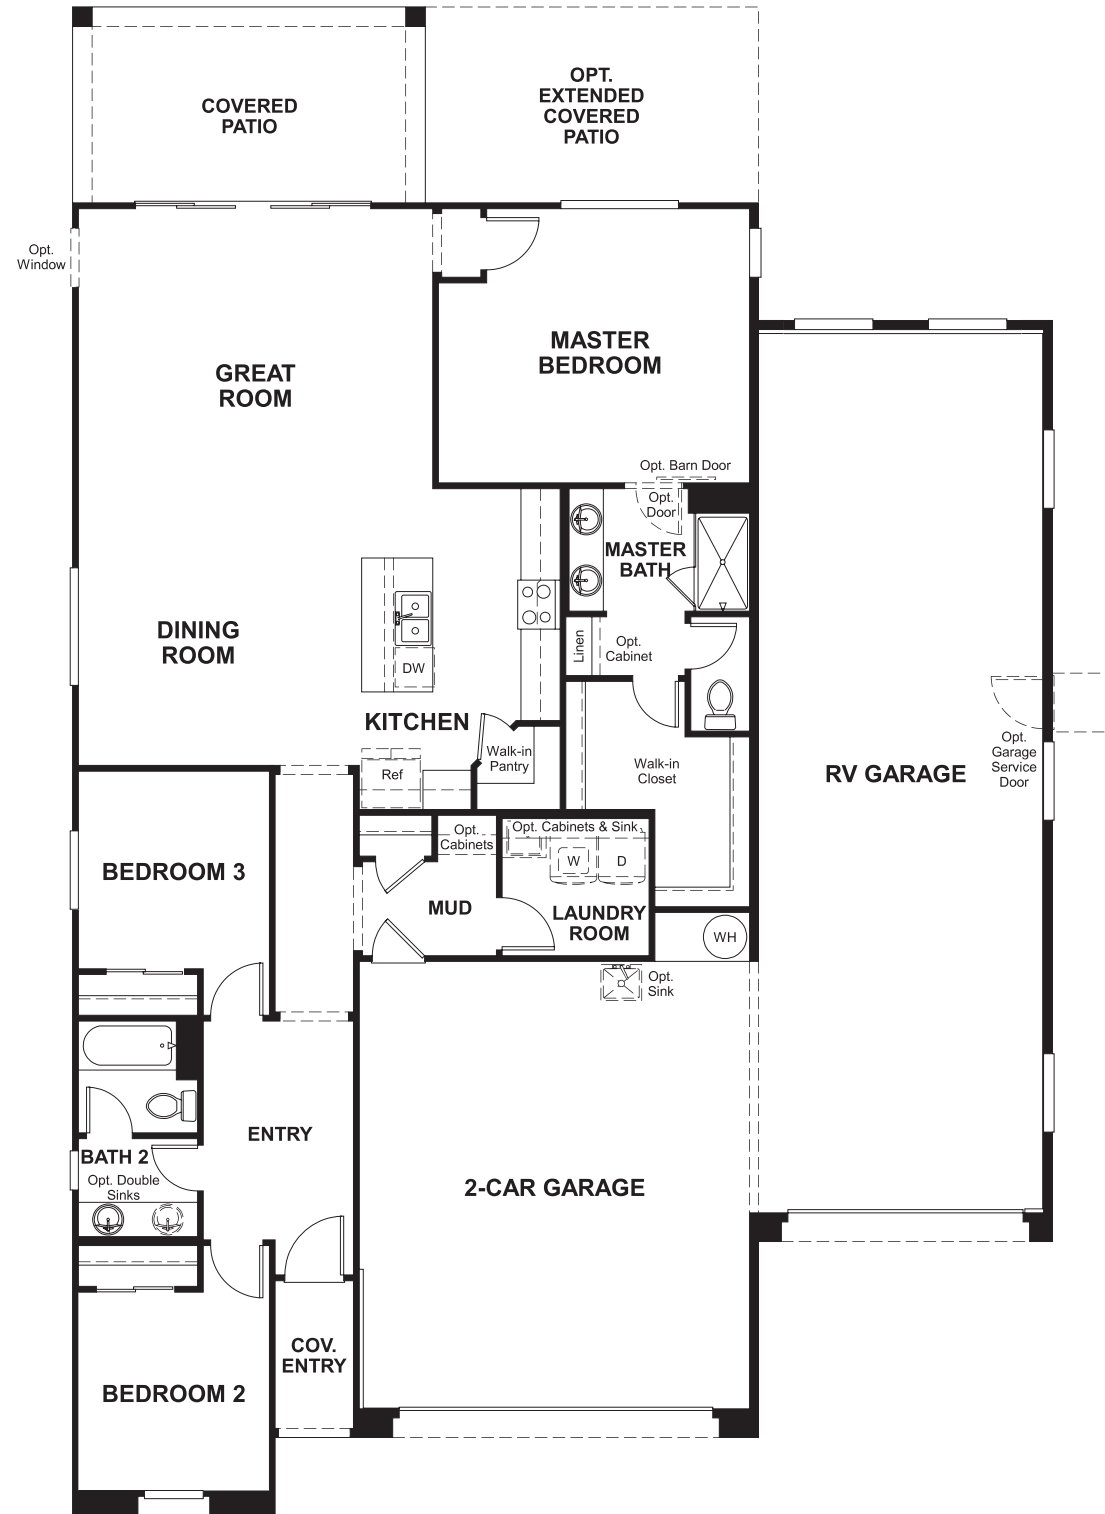 COVERED
PATIO
OPT.
EXTENDED
COVERED
PATIO
Opt.
Window
MASTER
BEDROOM
GREAT
ROOM
Opt. Barn Door
Opt.
Door
MASTER
BATH
DINING
ROOM
Linen
Opt.
Cabinet
DW
KITCHEN
Walk-in
Pantry
Ref
Walk-in
Closet
RV GARAGE
Opt.
Garage
Service
Door
BEDROOM 3
Opt.
Cabinets
Opt. Cabinets & Sink
W
D
MUD
LAUNDRY
ROOM
WH
Opt.
Sink
ENTRY
BATH 2
Opt. Double
Sinks
2-CAR GARAGE
COV.
ENTRY
BEDROOM 2